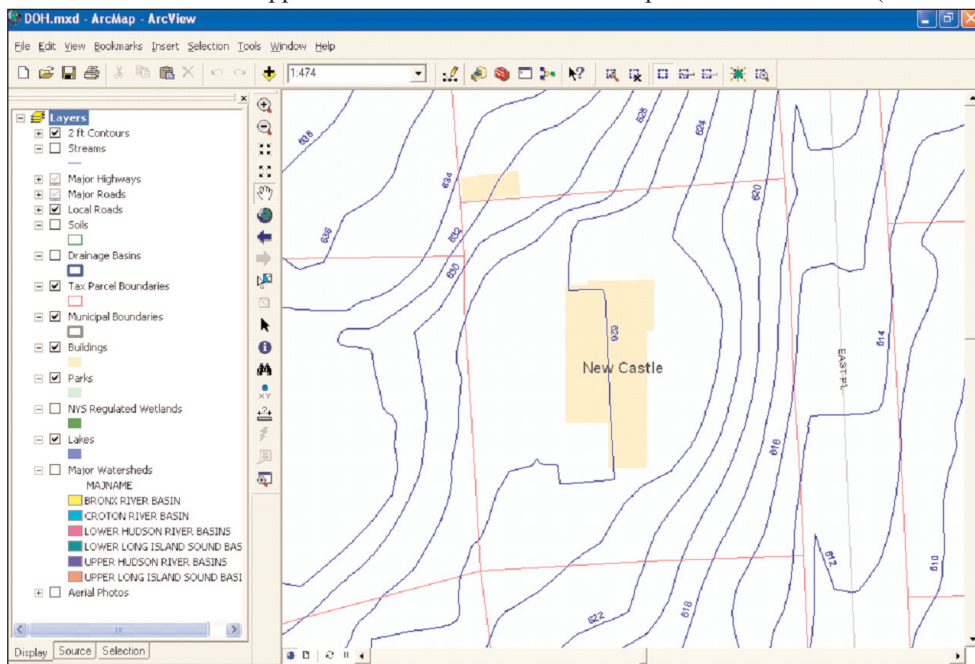 DOH.mxd - ArcMap - ArcView
File Edit View Bookmarks Insert Selection Tools Window Help
1:474
Layers
2 ft Contours
Streams
Major Highways
Major Roads
Local Roads
Soils
Drainage Basins
Tax Parcel Boundaries
Municipal Boundaries
Buildings
Parks
NYS Regulated Wetlands
Lakes
Major Watersheds
MAJNAME
BRONX RIVER BASIN
CROTON RIVER BASIN
LOWER HUDSON RIVER BASINS
LOWER LONG ISLAND SOUND BAS
UPPER HUDSON RIVER BASINS
UPPER LONG ISLAND SOUND BASI
Aerial Photos
Display Source Selection
XY
638
628
624
634
620
636
632
630
626
614
New Castle
EAST PL
616
612
610
618
622